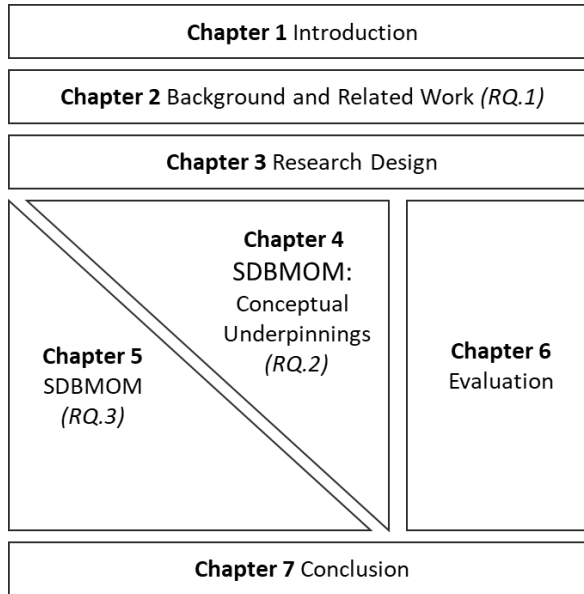 Chapter 1 Introduction
Chapter 2 Background and Related Work (RQ.1)
Chapter 3 Research Design
Chapter 4
SDBMOM:
Conceptual
Underpinnings
(RQ.2)
Chapter 5
SDBMOM
(RQ.3)
Chapter 6
Evaluation
Chapter 7 Conclusion